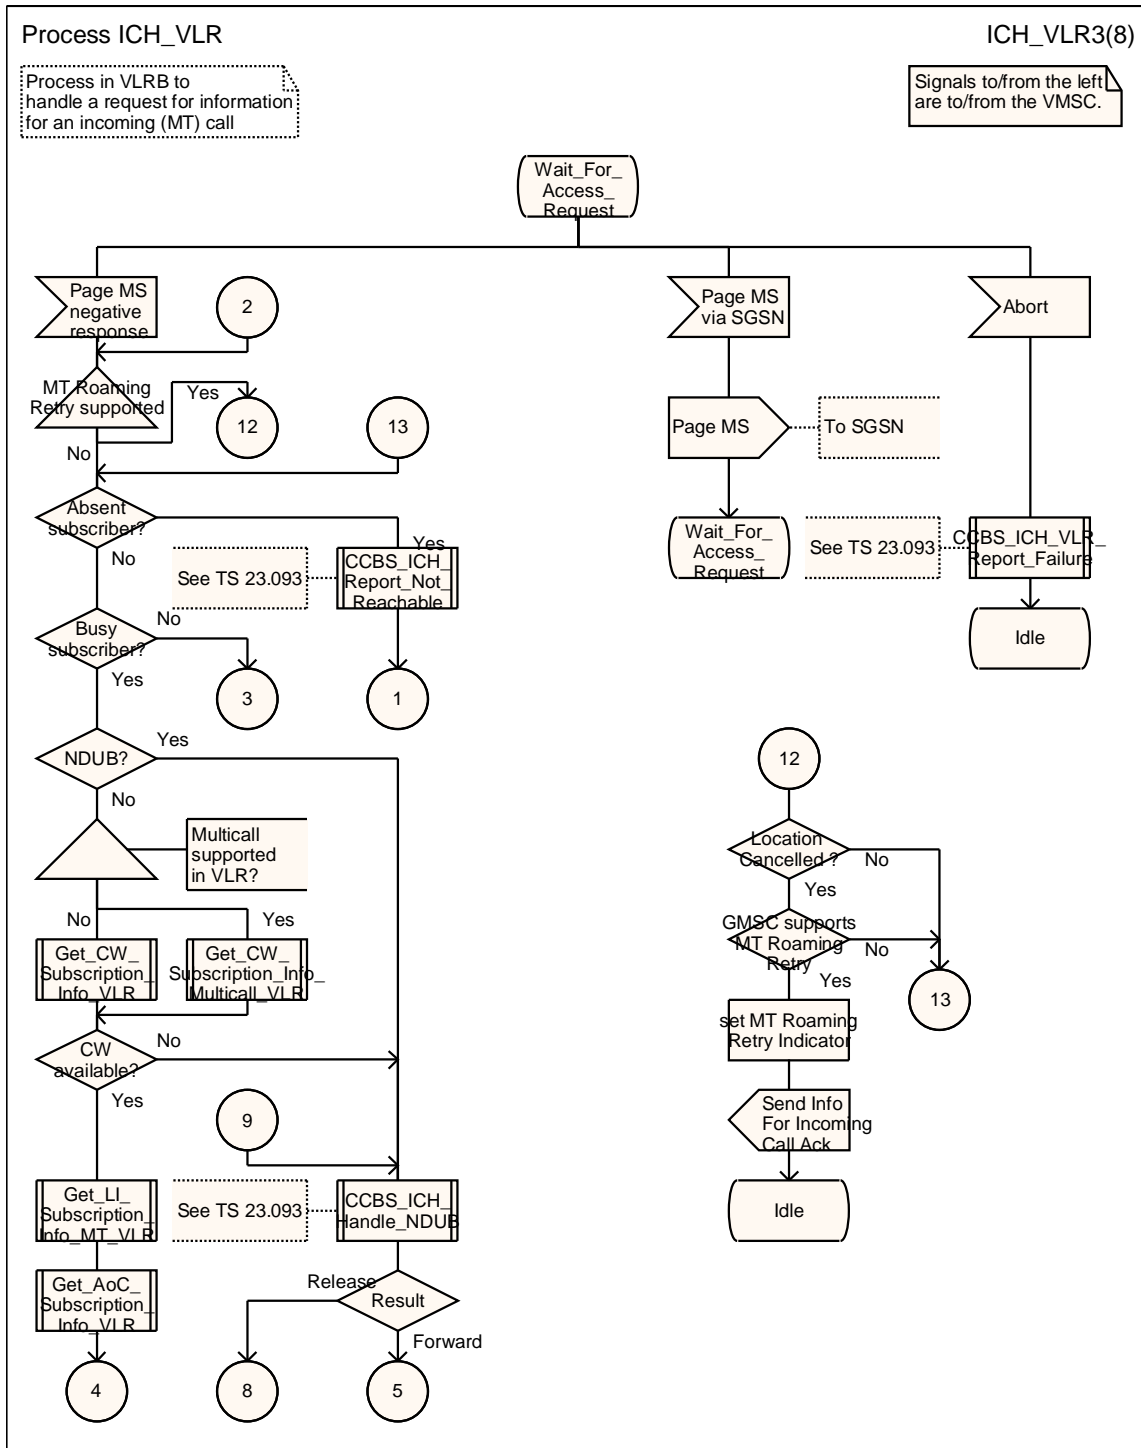 Process ICH_VLR
ICH_VLR3(8)
Process in VLRB to
handle a request for information
for an incoming (MT) call
Signals to/from the left
are to/from the VMSC.
Wait_For_
Access_
Request
Page MS
negative
response
2
Page MS
via SGSN
Abort
MT Roaming
Retry supported
Yes
12
13
No
Page MS
To SGSN
Absent
subscriber?
Yes
No
See TS 23.093
CCBS_ICH_
Report_Not_
Reachable
Wait_For_
Access_
Request
See TS 23.093
CCBS_ICH_VLR_
Report_Failure
Idle
Busy
subscriber?
No
Yes
3
1
NDUB?
Yes
No
Multicall
supported
in VLR?
No
Yes
Get_CW_
Subscription_
Info_VLR
Get_CW_
Subscription_Info_
Multicall_VLR
CW
available?
No
Yes
9
Get_LI_
Subscription_
Info_MT_VLR
See TS 23.093
CCBS_ICH_
Handle_NDUB
Get_AoC_
Subscription_
Info_VLR
Release
Result
Forward
4
8
5
12
Location
Cancelled ?
No
Yes
GMSC supports
MT Roaming
Retry
No
Yes
13
set MT Roaming
Retry Indicator
Send Info
For Incoming
Call Ack
Idle